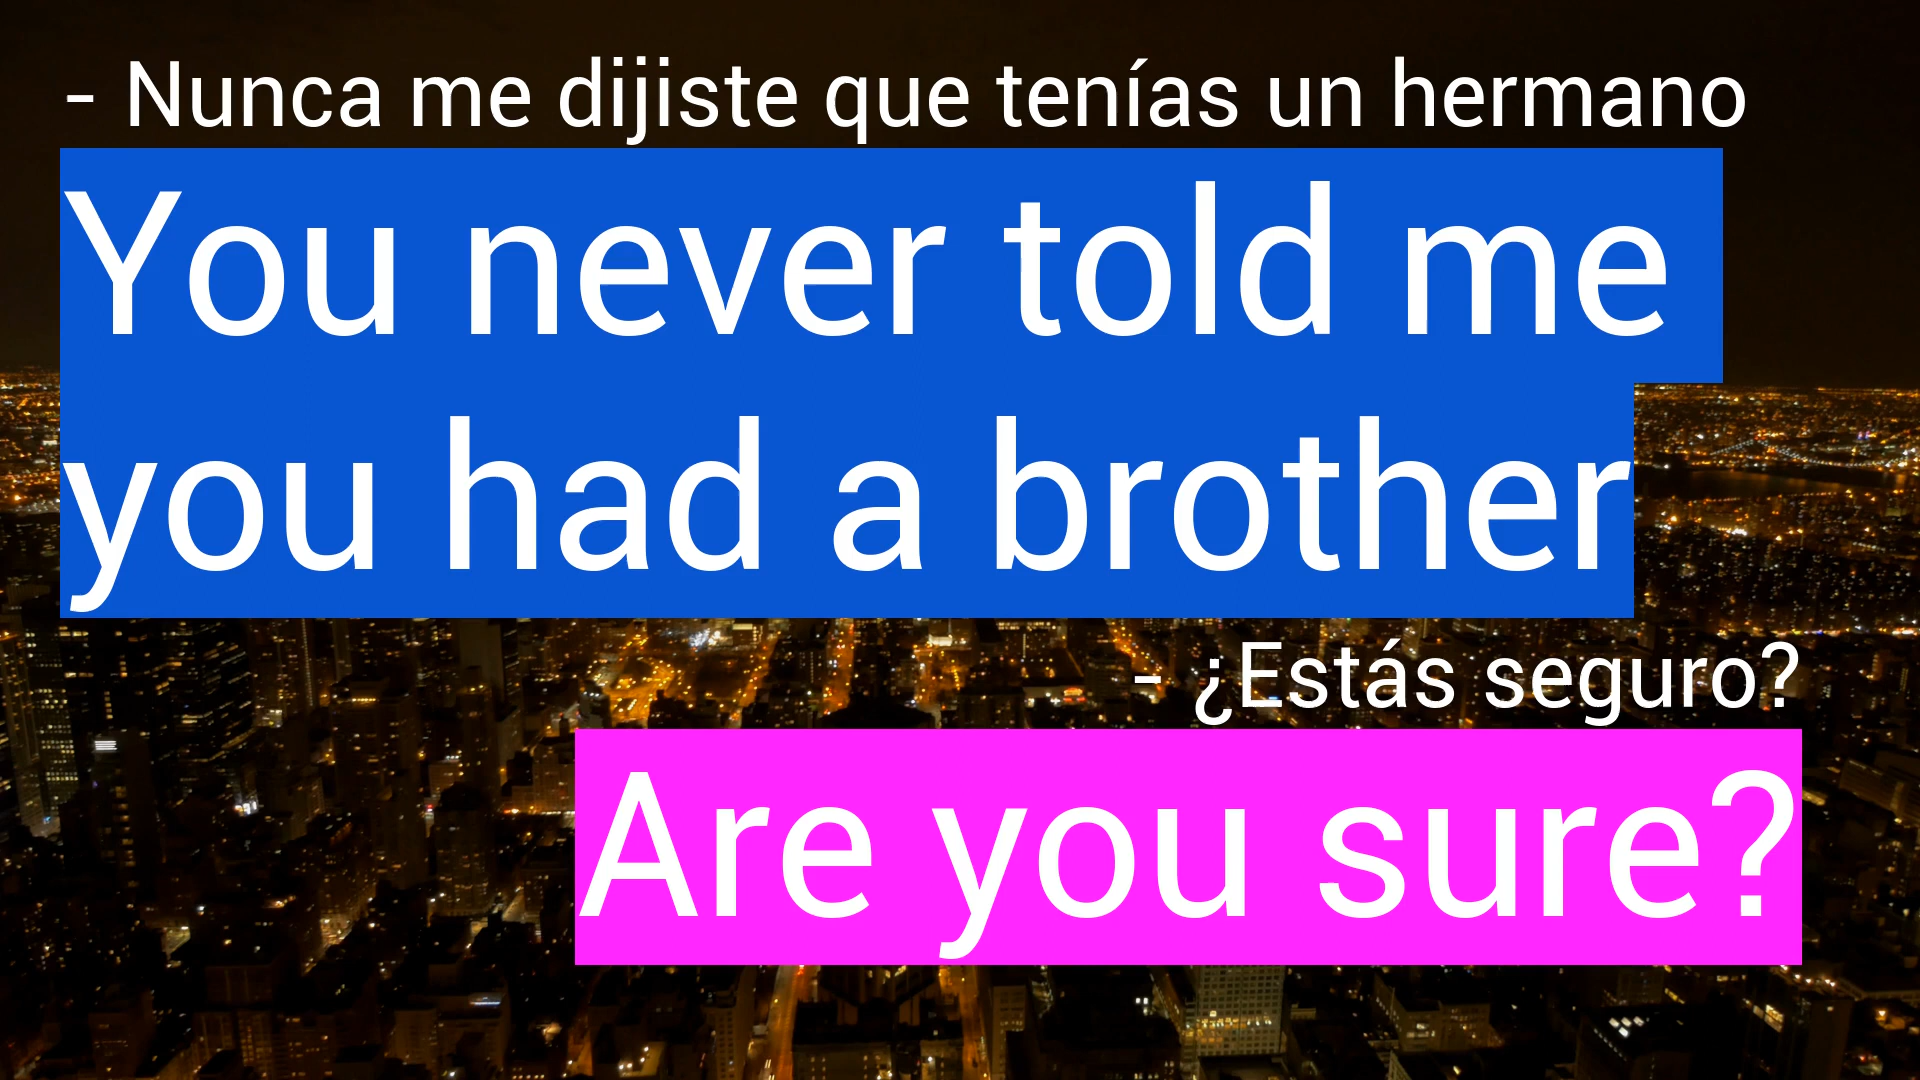 - Nunca me dijiste que tenías un hermano
You never told me
you had a brother
- ¿Estás seguro?
Are you sure?